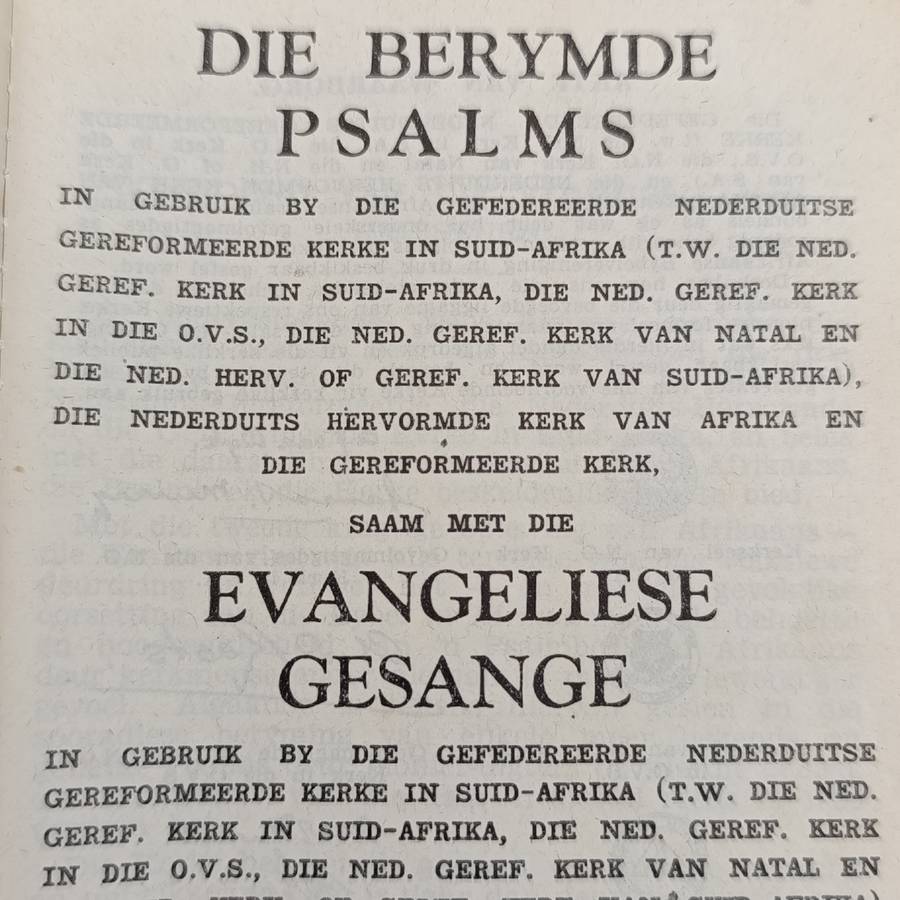 DIE BERYMDE
PSALMS
IN GEBRUIK BY DIE GEFEDEREERDE NEDERDUITSE
GEREFORMEERDE KERKE IN SUID-AFRIKA (T.W. DIE NED.
GEREF. KERK IN SUID-AFRIKA, DIE NED. GEREF. KERK
IN DIE O.V.S., DIE NED. GEREF. KERK VAN NATAL EN
DIE NED. HERV. OF GEREF. KERK VAN SUID-AFRIKA),
DIE NEDERDUITS HERVORMDE KERK VAN AFRIKA EN
DIE GEREFORMEERDE KERK,
SAAM MET DIE
EVANGELIESE
GESANGE
IN GEBRUIK BY DIE GEFEDEREERDE NEDERDUITSE
GEREFORMEERDE KERKE IN SUID-AFRIKA (T.W. DIE NED.
GEREF. KERK IN SUID-AFRIKA, DIE NED. GEREF. KERK
IN DIE O.V.S., DIE NED. GEREF. KERK VAN NATAL EN